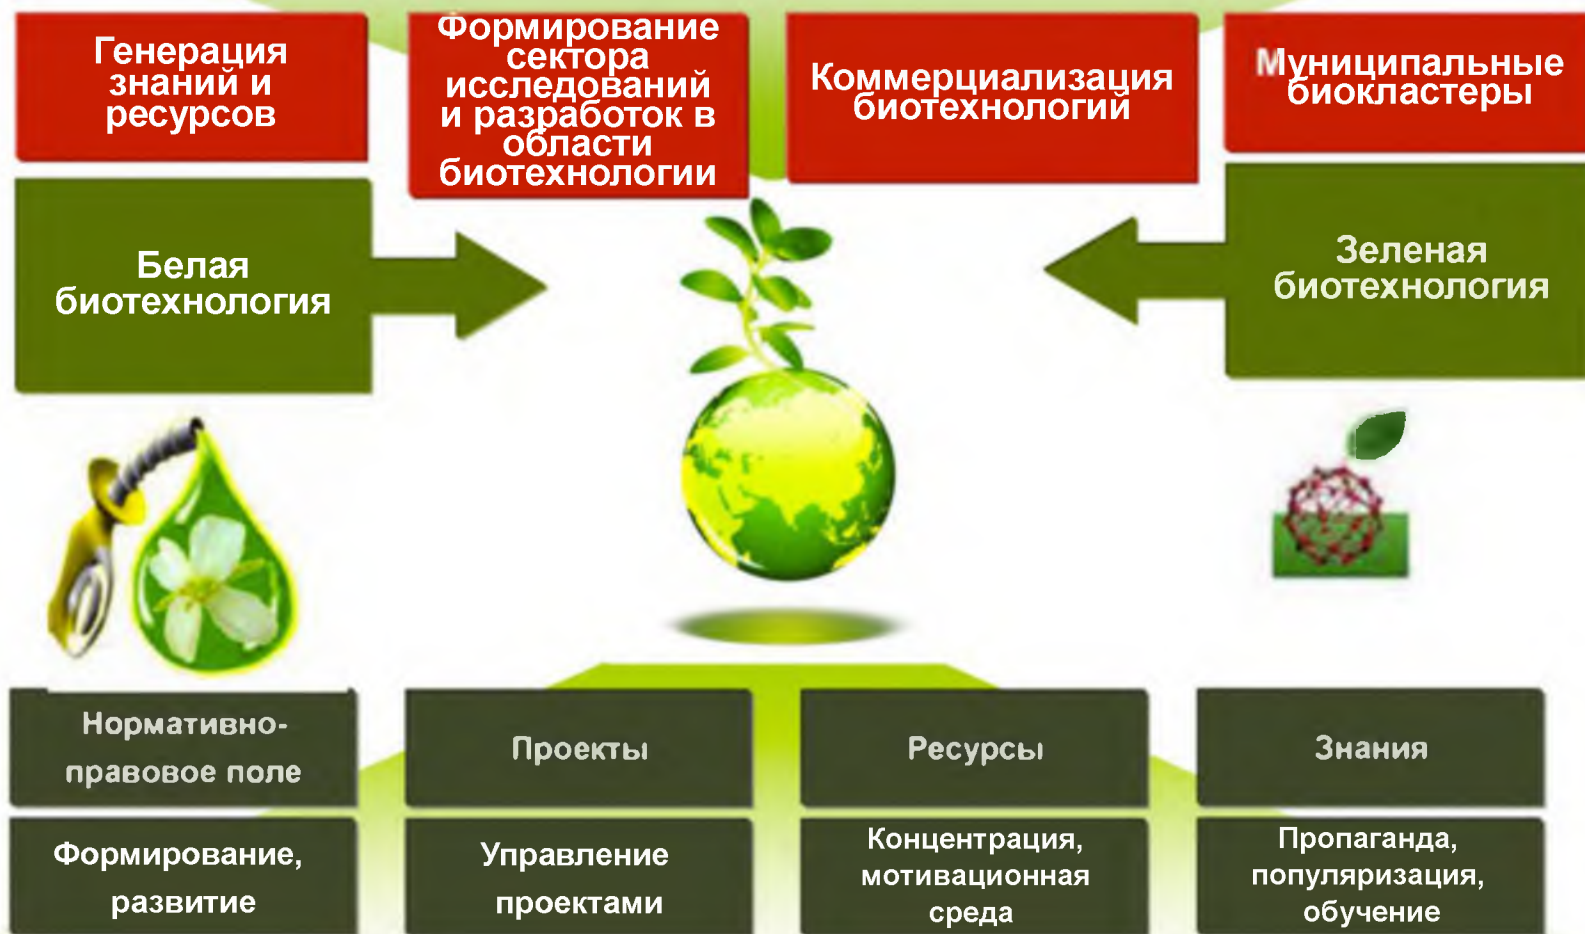 Генерация
знаний и
ресурсов
Формирование
сектора
исследований
и разработок в
области
биотехнологии
Коммерциализация
биотехнологий
Муниципальные
биокластеры
Белая
биотехнология
Зеленая
биотехнология
Нормативно-
правовое поле
Проекты
Ресурсы
Знания
Формирование,
развитие
Управление
проектами
Концентрация,
мотивационная
среда
Пропаганда,
популяризация,
обучение